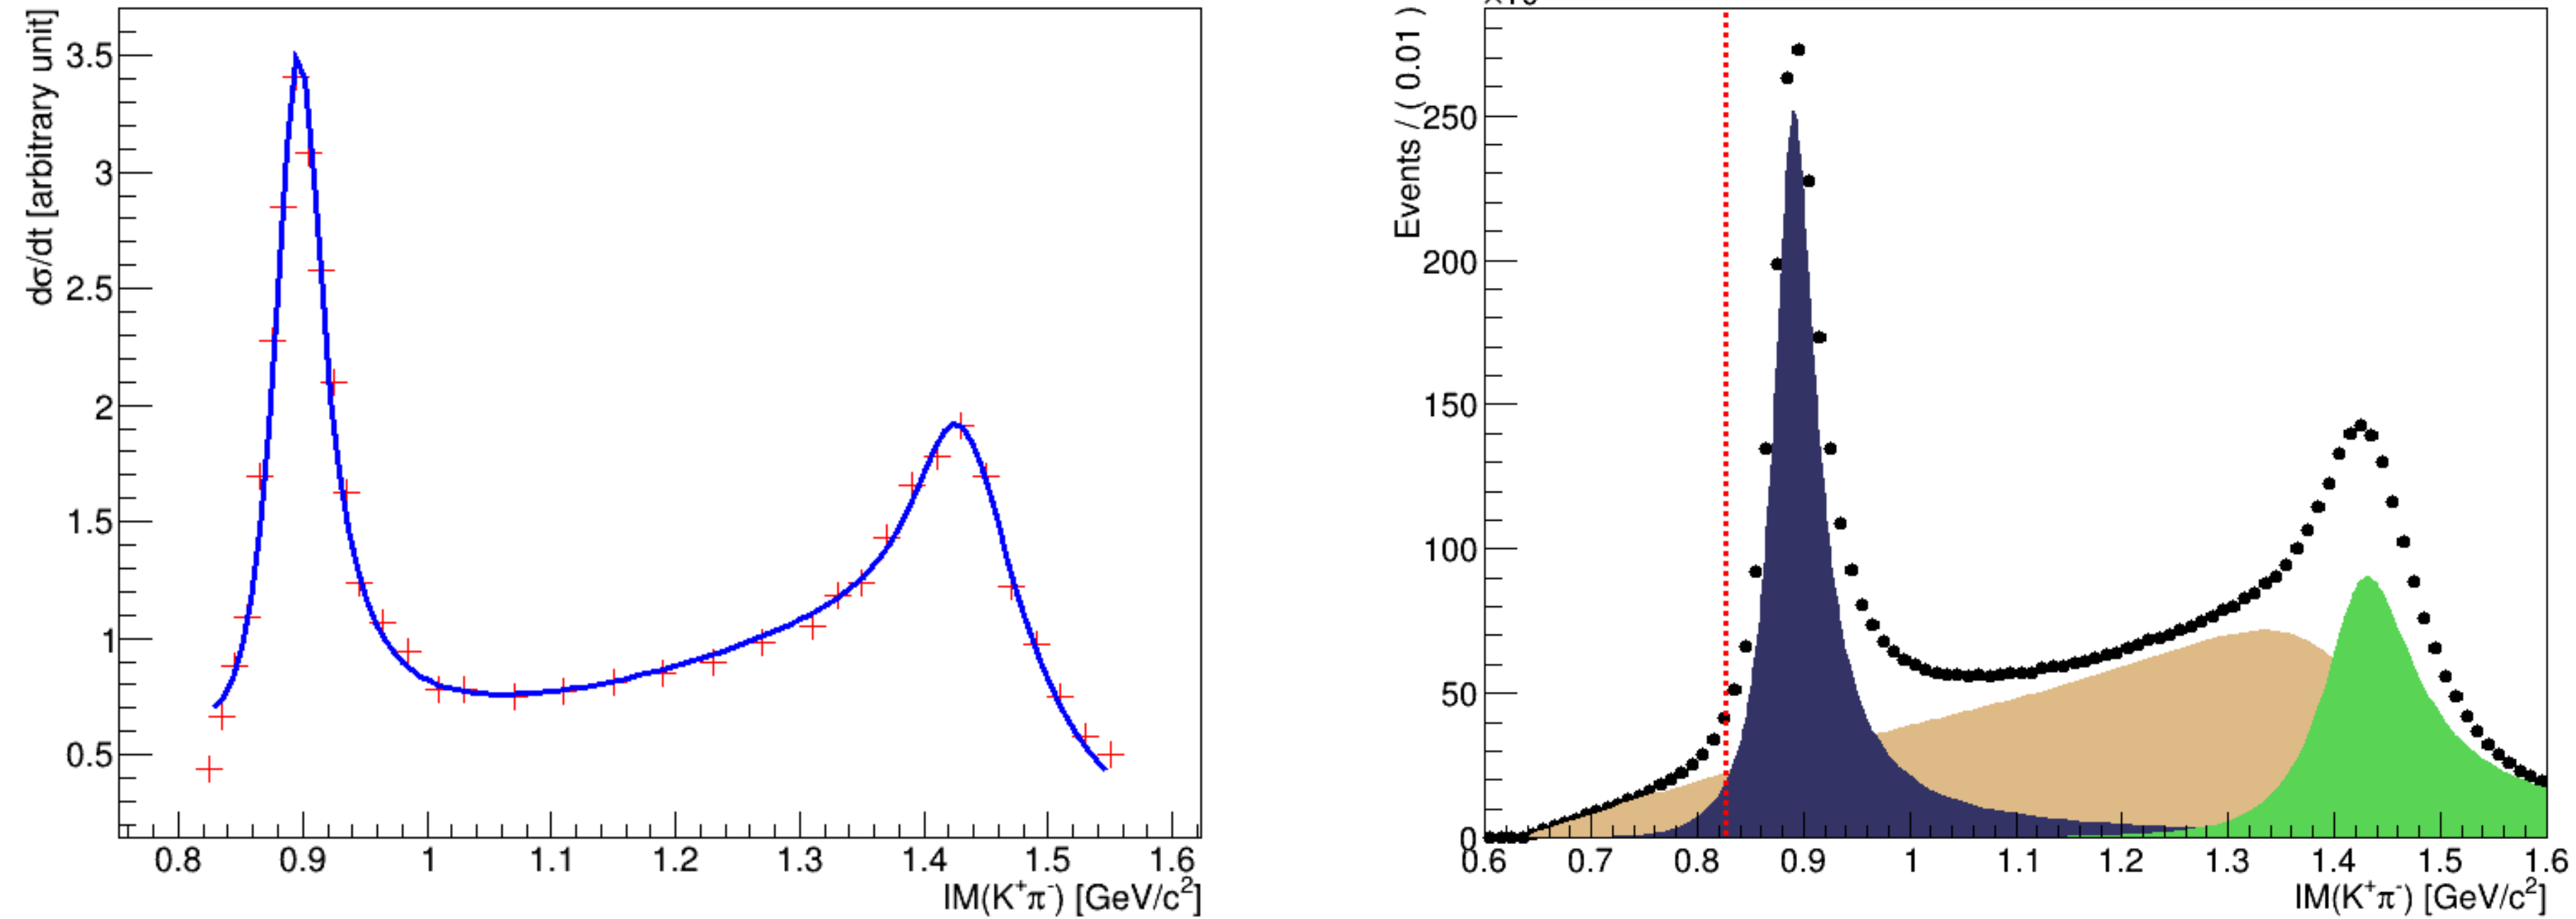 dσ/dt [arbitrary unit]
3.5
3
2.5
2
1.5
1
0.5
0.8 0.9 1 1.1 1.2 1.3 1.4 1.5 1.6
IM(K⁺π⁻) [GeV/c²]
Events / ( 0.01 )
250
200
150
100
50
0
0.6 0.7 0.8 0.9 1 1.1 1.2 1.3 1.4 1.5 1.6
IM(K⁺π⁻) [GeV/c²]